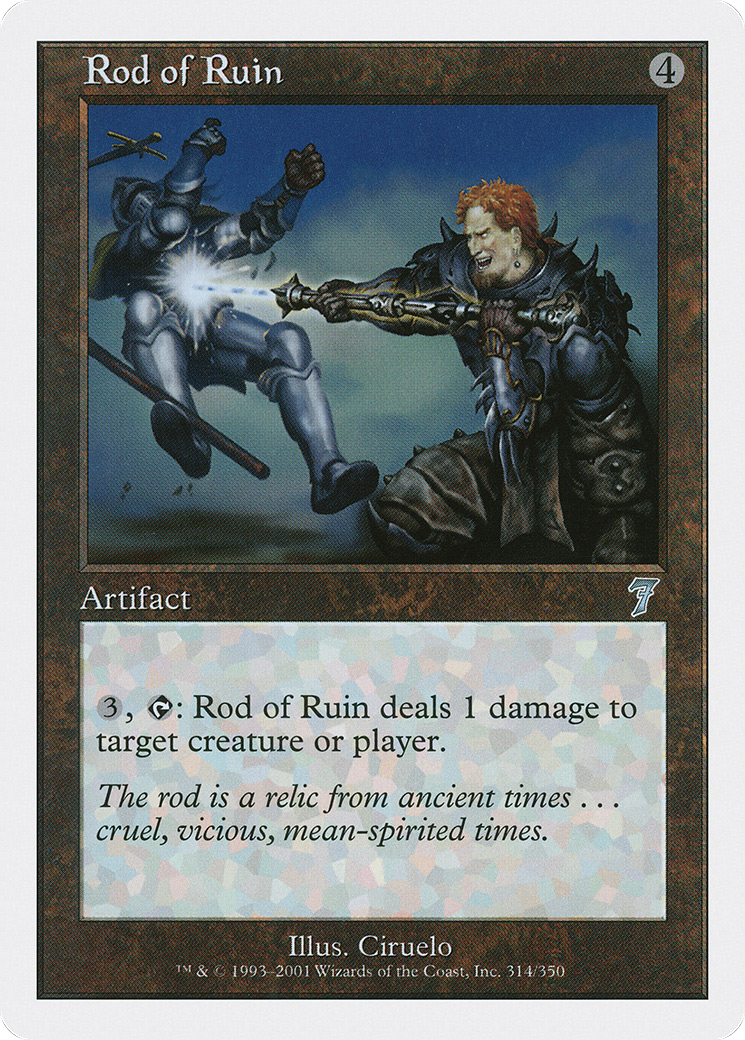 Rod of Ruin
4
Artifact
7
3, : Rod of Ruin deals 1 damage to
target creature or player.
The rod is a relic from ancient times . . .
cruel, vicious, mean-spirited times.
Illus. Ciruelo
™ & © 1993–2001 Wizards of the Coast, Inc. 314/350